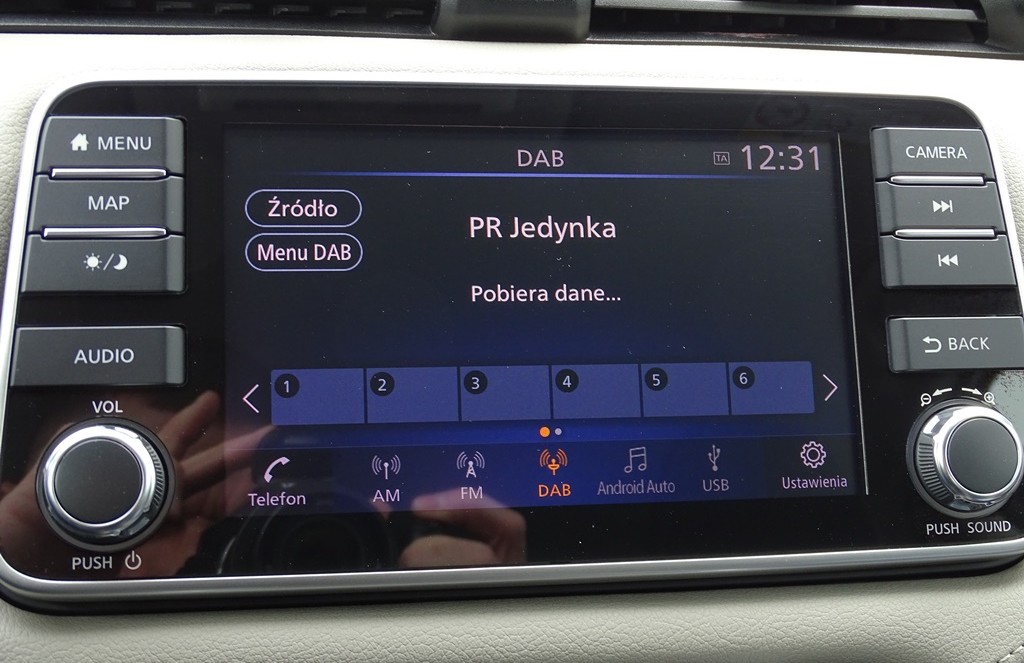 MENU
MAP
AUDIO
VOL
PUSH
DAB
TA 12:31
Źródło
Menu DAB
PR Jedynka
Pobiera dane...
1 2 3 4 5 6
Telefon AM FM DAB Android Auto USB Ustawienia
CAMERA
BACK
PUSH SOUND